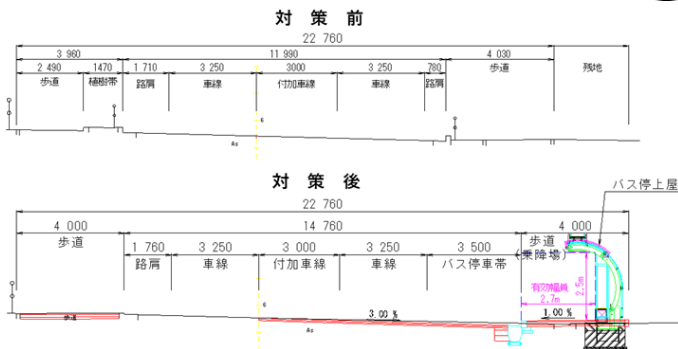 対策前
22 760
3 960 11 990 4 030
2 490 1470 1 710 3 250 3000 3 250 780
歩道 植樹帯 路肩 車線 付加車線 車線 路肩 歩道 残地
As
対策後
バス停上屋
22 760
4 000 14 760 4 000
歩道 歩道
(乗降場)
1 760 3 250 3 000 3 250 3 500
路肩 車線 付加車線 車線 バス停車帯
有効幅員
2.7m
2.5m
歩道 3.00 % 1.00 %
As